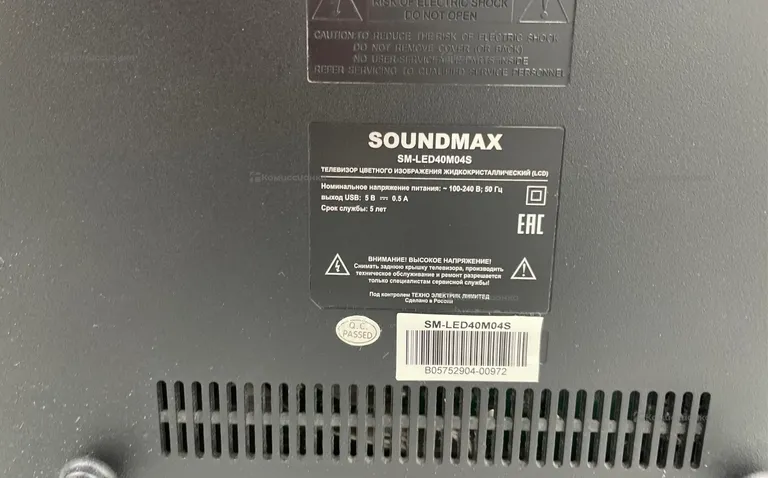 RISK OF ELECTRIC SHOCK
DO NOT OPEN
CAUTION: TO REDUCE THE RISK OF ELECTRIC SHOCK,
DO NOT REMOVE COVER (OR BACK)
NO USER-SERVICEABLE PARTS INSIDE
REFER SERVICING TO QUALIFIED SERVICE PERSONNEL
SOUNDMAX
SM-LED40M04S
ТЕЛЕВИЗОР ЦВЕТНОГО ИЗОБРАЖЕНИЯ ЖИДКОКРИСТАЛЛИЧЕСКИЙ (LCD)
Номинальное напряжение питания: ~ 100-240 В; 50 Гц
выход USB: 5 В ⎓ 0.5 А
Срок службы: 5 лет
EAC
ВНИМАНИЕ! ВЫСОКОЕ НАПРЯЖЕНИЕ!
Снимать заднюю крышку телевизора, производить
техническое обслуживание и ремонт разрешается
только специалистам сервисной службы!
Под контролем ТЕХНО ЭЛЕКТРИК ЛИМИТЕД
Сделано в России
Q.C.
PASSED
SM-LED40M04S
B05752904-00972